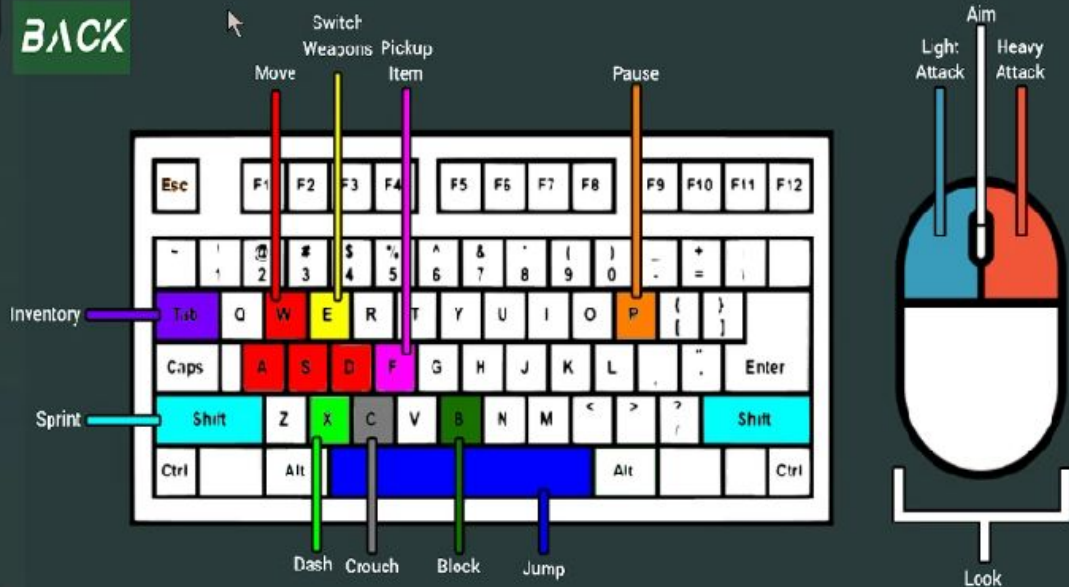 BACK
Switch
Weapons
Pickup
Item
Move
Pause
Aim
Light
Attack
Heavy
Attack
Esc F1 F2 F3 F4 F5 F6 F7 F8 F9 F10 F11 F12
~ ! @ # $ % ^ & * ( ) _ +
1 2 3 4 5 6 7 8 9 0 - = \
Inventory
Tab Q W E R T Y U I O P { }
[ ]
Caps A S D F G H J K L Enter
Sprint
Shift Z X C V B N M < > ? Shift
/
Ctrl Alt Alt Ctrl
Dash Crouch Block Jump
Look